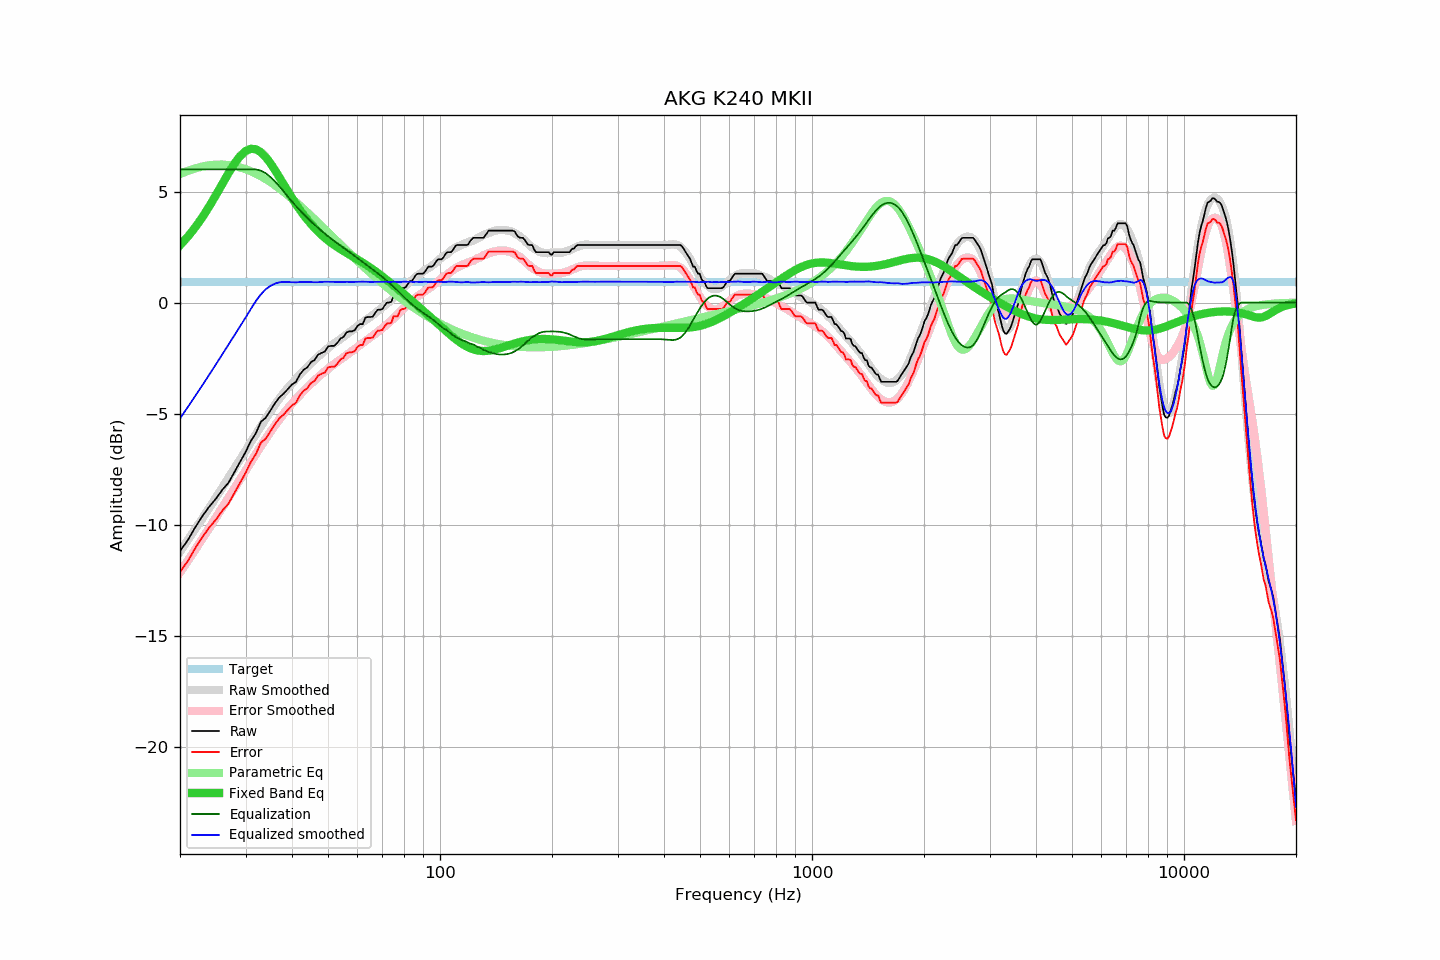 AKG K240 MKII
5
0
−5
−10
−15
−20
Amplitude (dBr)
Target
Raw Smoothed
Error Smoothed
Raw
Error
Parametric Eq
Fixed Band Eq
Equalization
Equalized smoothed
100
1000
10000
Frequency (Hz)